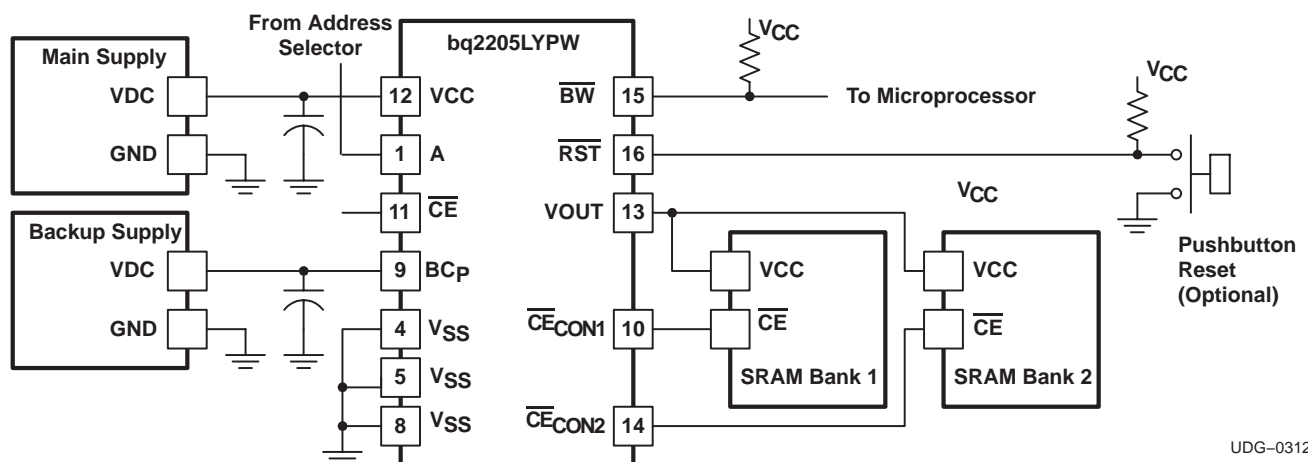 From Address
Selector
bq2205LYPW
VCC
VCC
Main Supply
VDC
12
VCC
BW
15
To Microprocessor
GND
1
A
RST
16
11
CE
VOUT
13
VCC
Backup Supply
VDC
9
BCP
VCC
VCC
Pushbutton
Reset
(Optional)
GND
4
VSS
CECON1
10
CE
CE
5
VSS
SRAM Bank 1
SRAM Bank 2
8
VSS
CECON2
14
UDG–0312